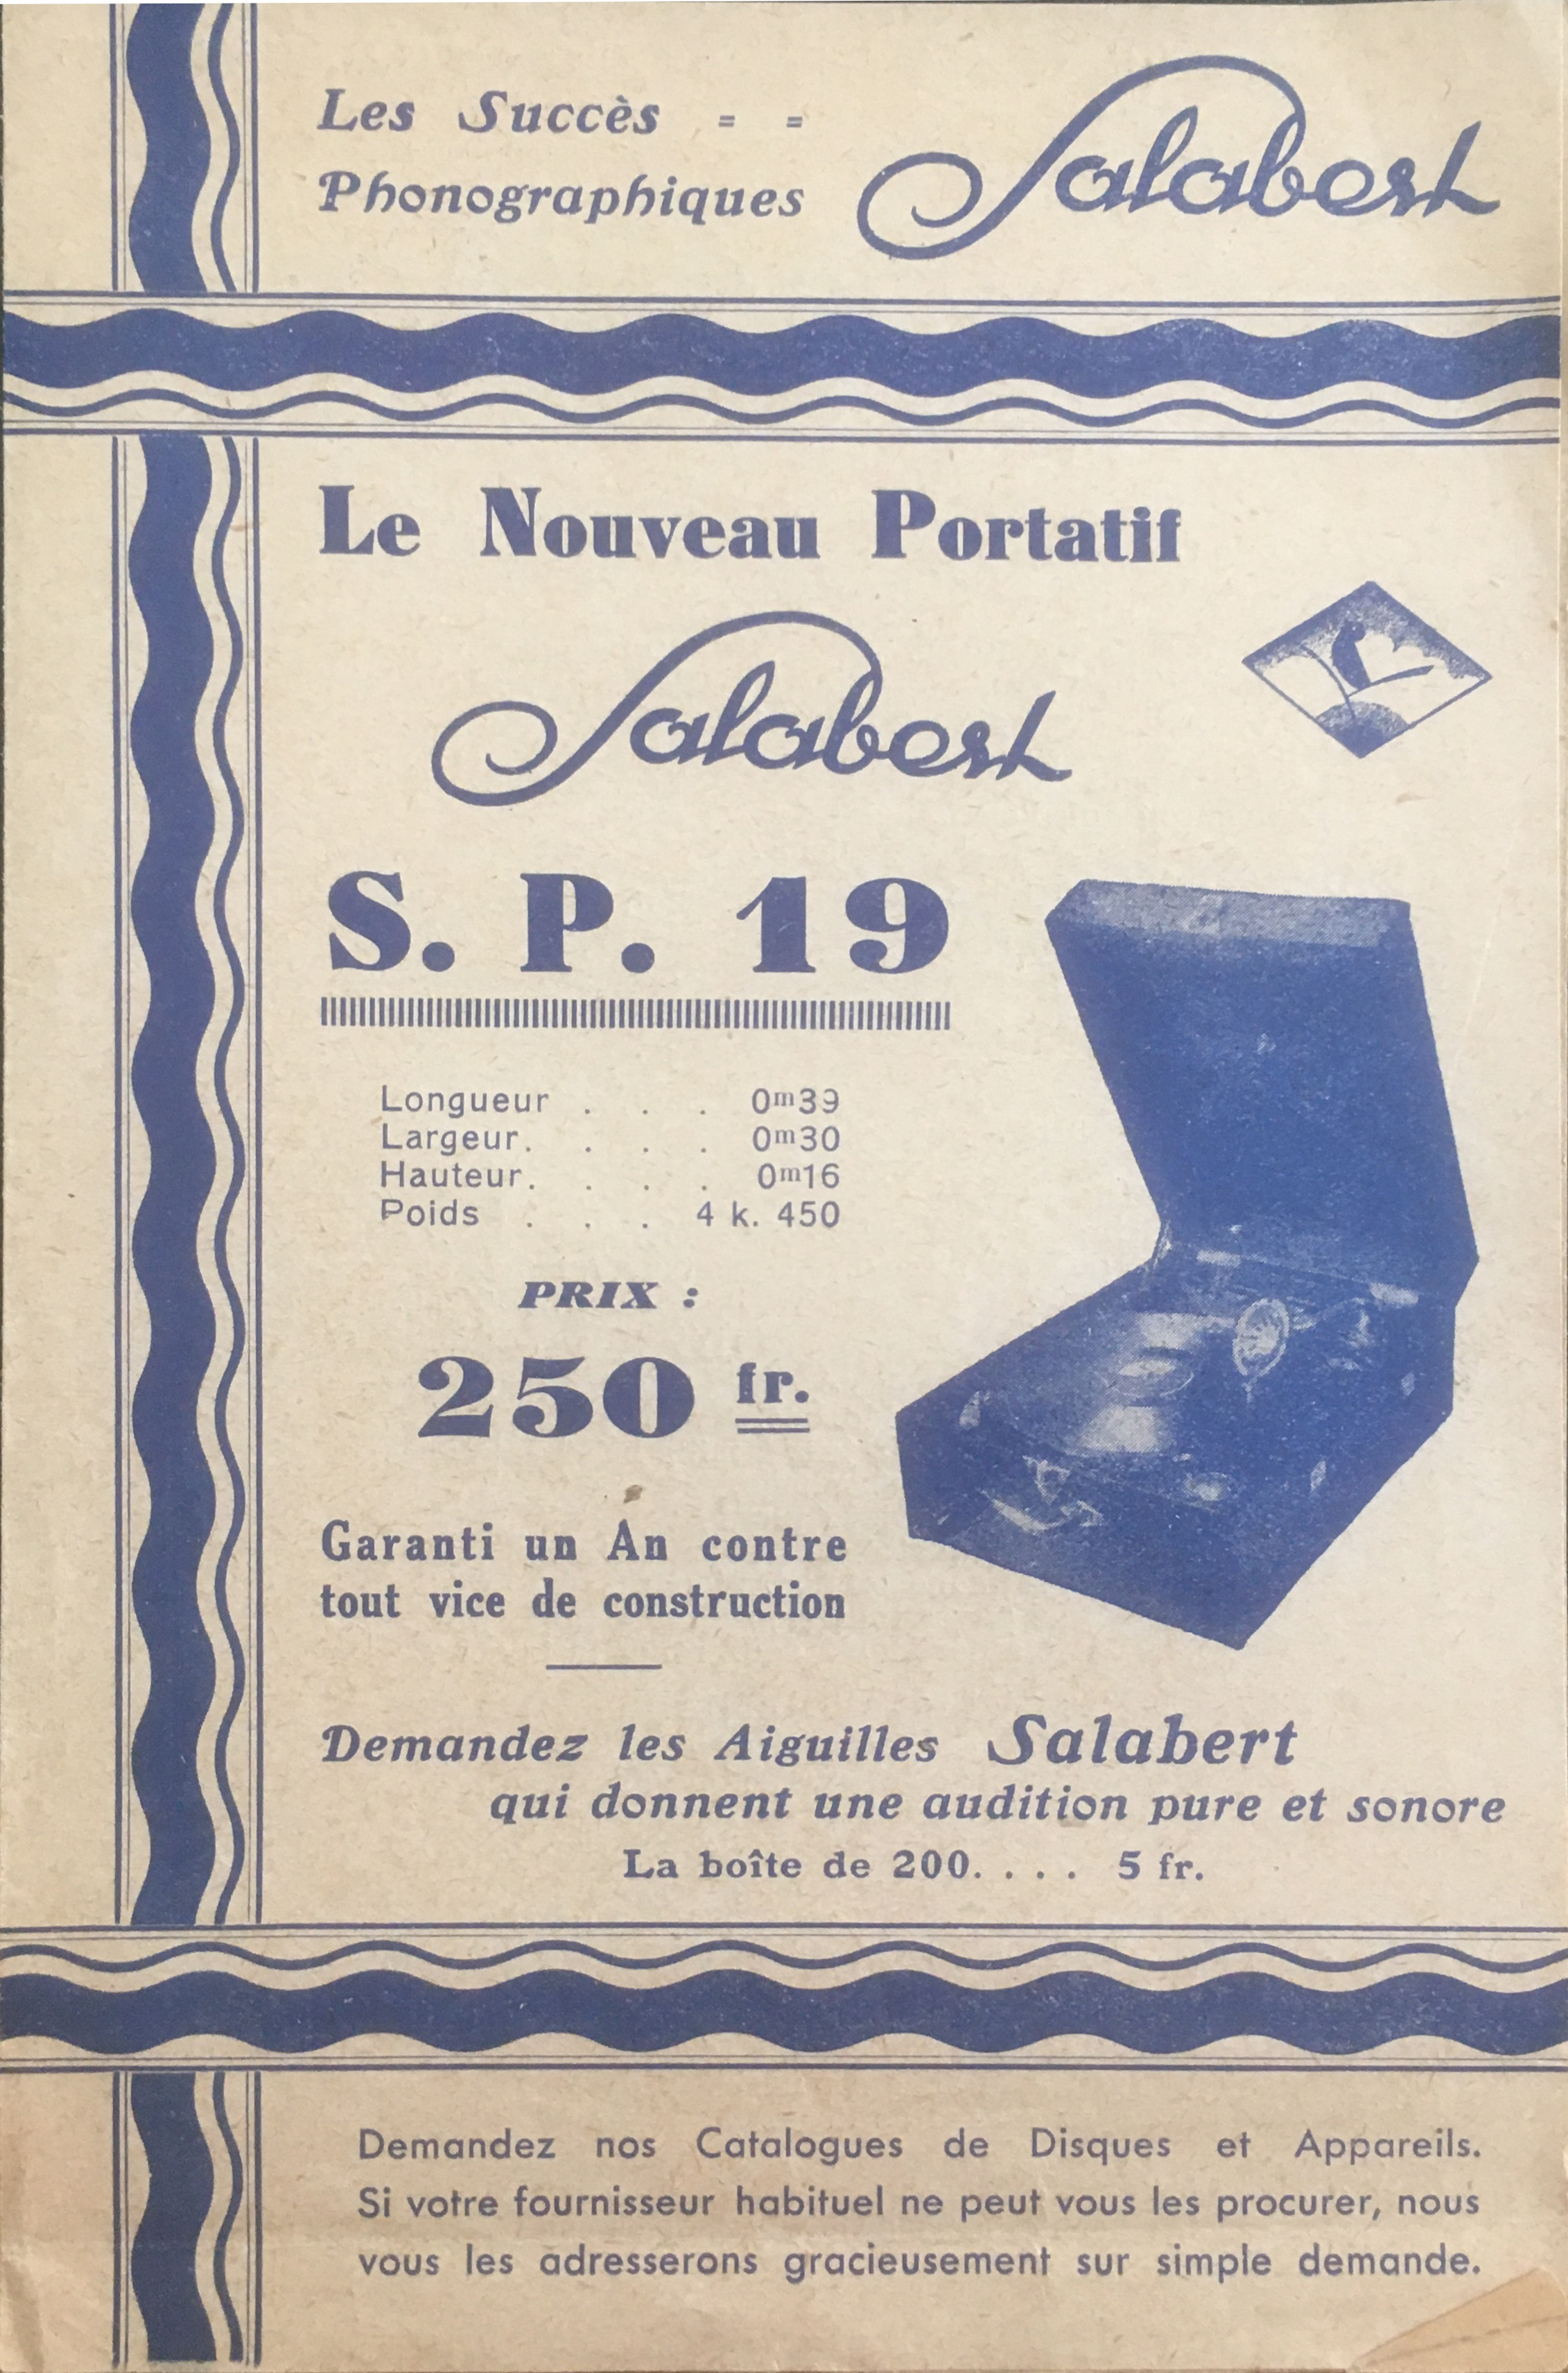 Les Succès = =
Phonographiques
Salabert
Le Nouveau Portatif
Salabert
S. P. 19
Longueur . . . 0m39
Largeur. . . . 0m30
Hauteur. . . . 0m16
Poids . . . 4 k. 450
PRIX :
250 fr.
Garanti un An contre
tout vice de construction
Demandez les Aiguilles Salabert
qui donnent une audition pure et sonore
La boîte de 200. . . . 5 fr.
Demandez nos Catalogues de Disques et Appareils.
Si votre fournisseur habituel ne peut vous les procurer, nous
vous les adresserons gracieusement sur simple demande.